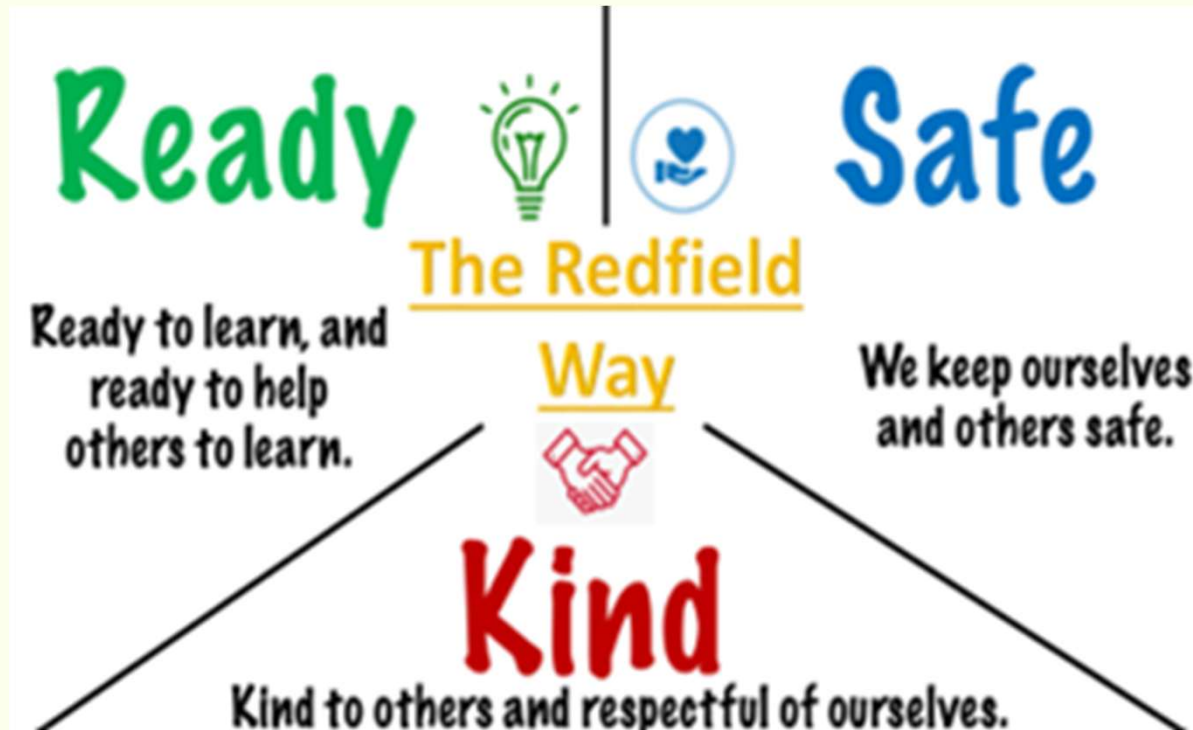 Ready
Safe
The Redfield
Way
Ready to learn, and
ready to help
others to learn.
We keep ourselves
and others safe.
Kind
Kind to others and respectful of ourselves.